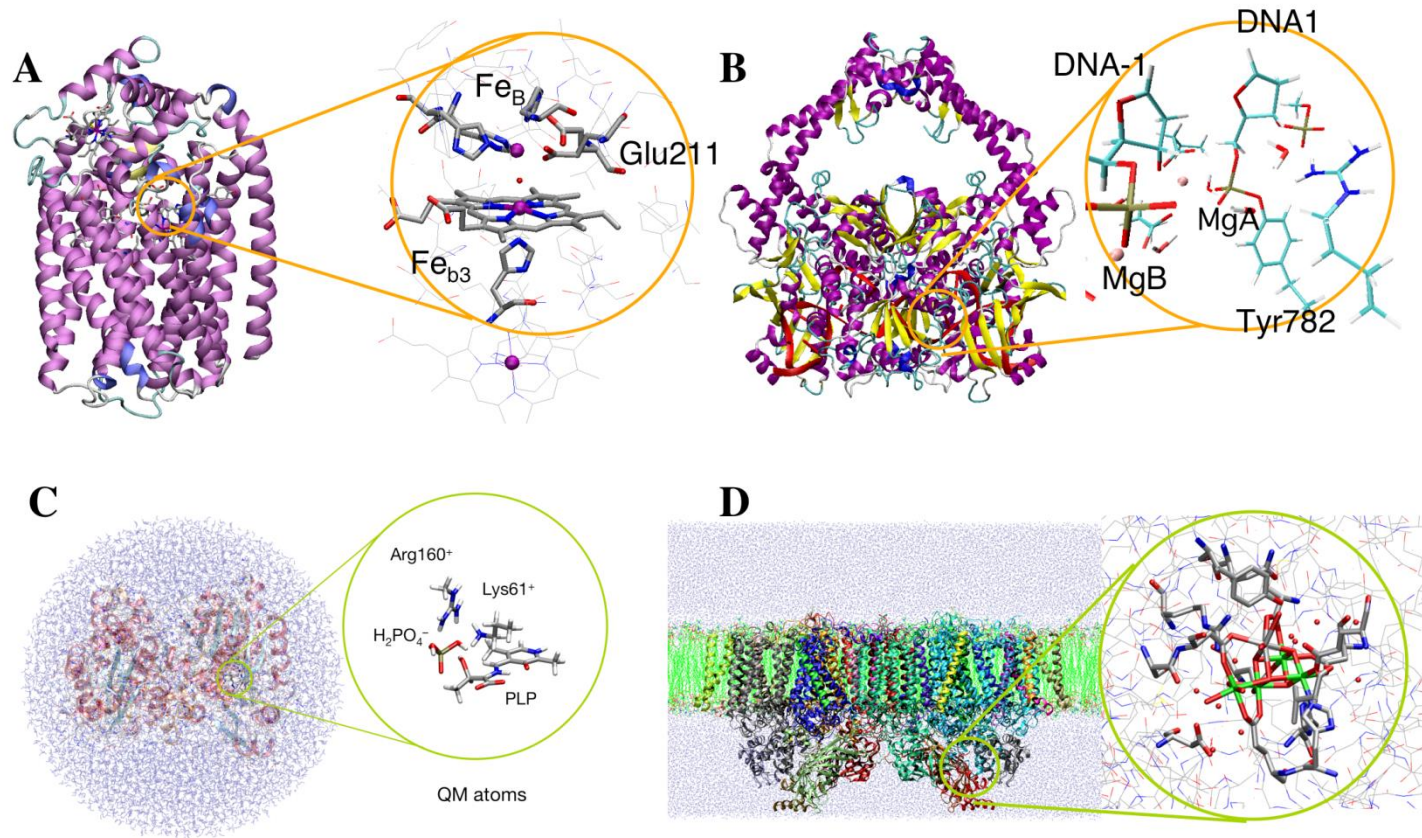 A
Fe_B
Glu211
Fe_b3
B
DNA1
DNA-1
MgA
MgB
Tyr782
C
Arg160⁺
Lys61⁺
H₂PO₄⁻
PLP
QM atoms
D